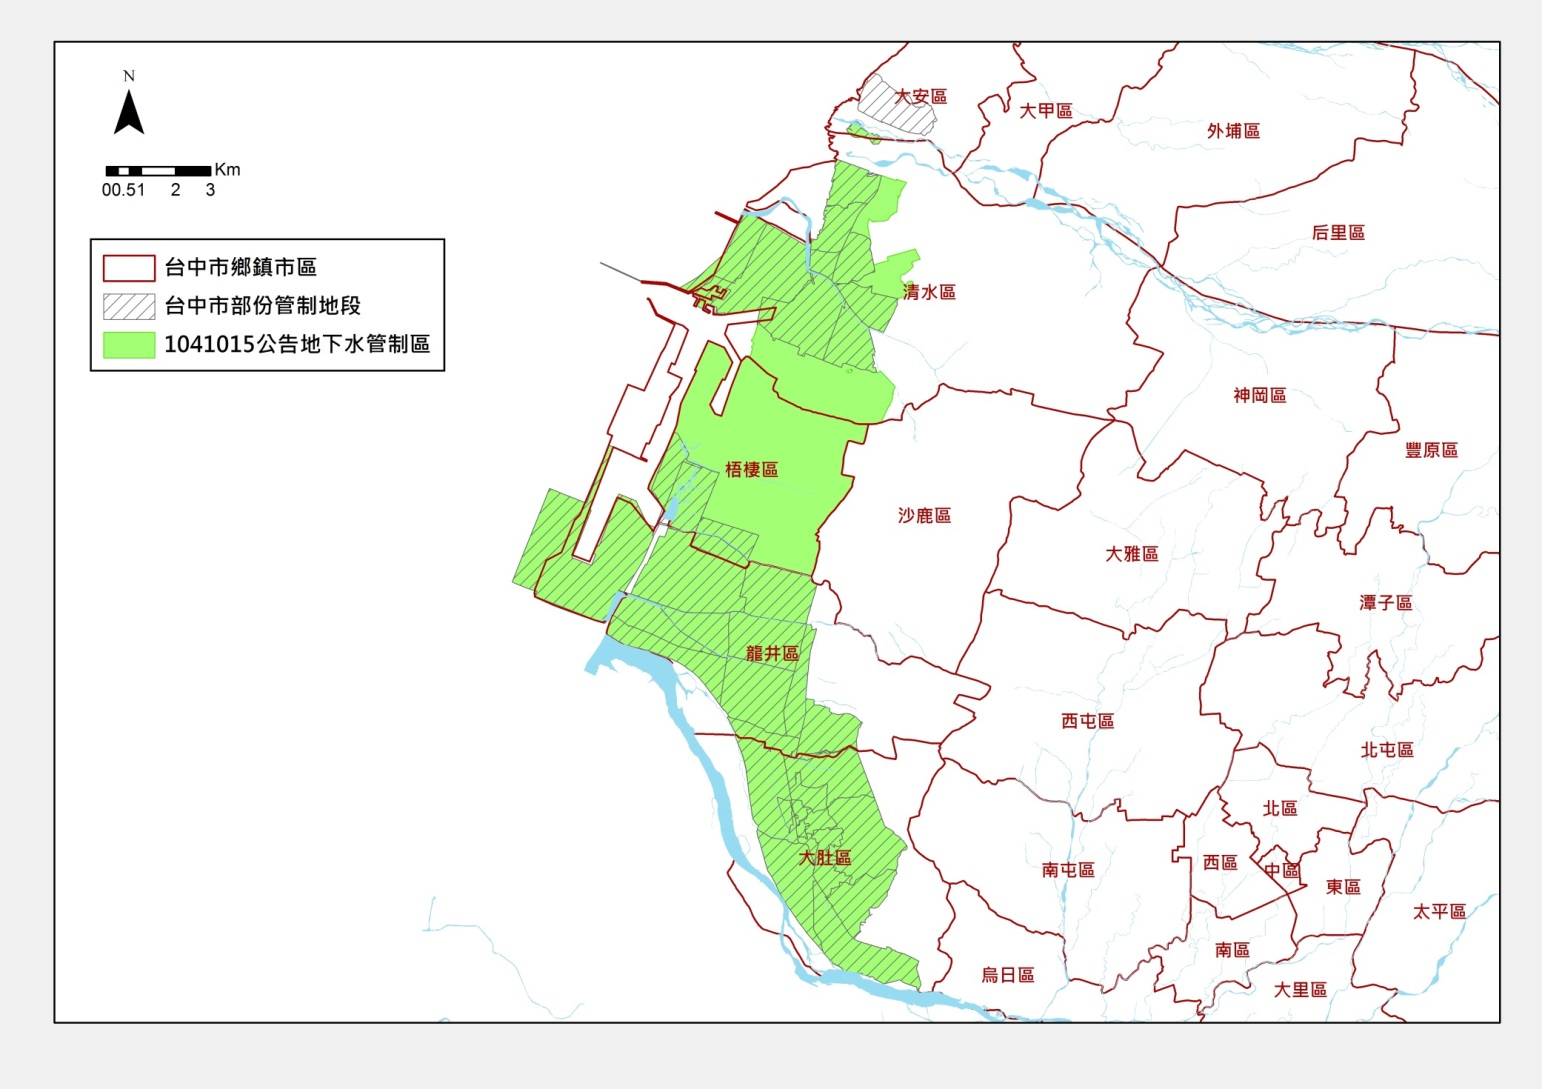 N
Km
00.51 2 3
台中市鄉鎮市區
台中市部份管制地段
1041015公告地下水管制區
大安區
大甲區
外埔區
后里區
清水區
神岡區
豐原區
梧棲區
沙鹿區
大雅區
潭子區
龍井區
西屯區
北屯區
北區
大肚區
南屯區
西區
中區
東區
太平區
南區
烏日區
大里區